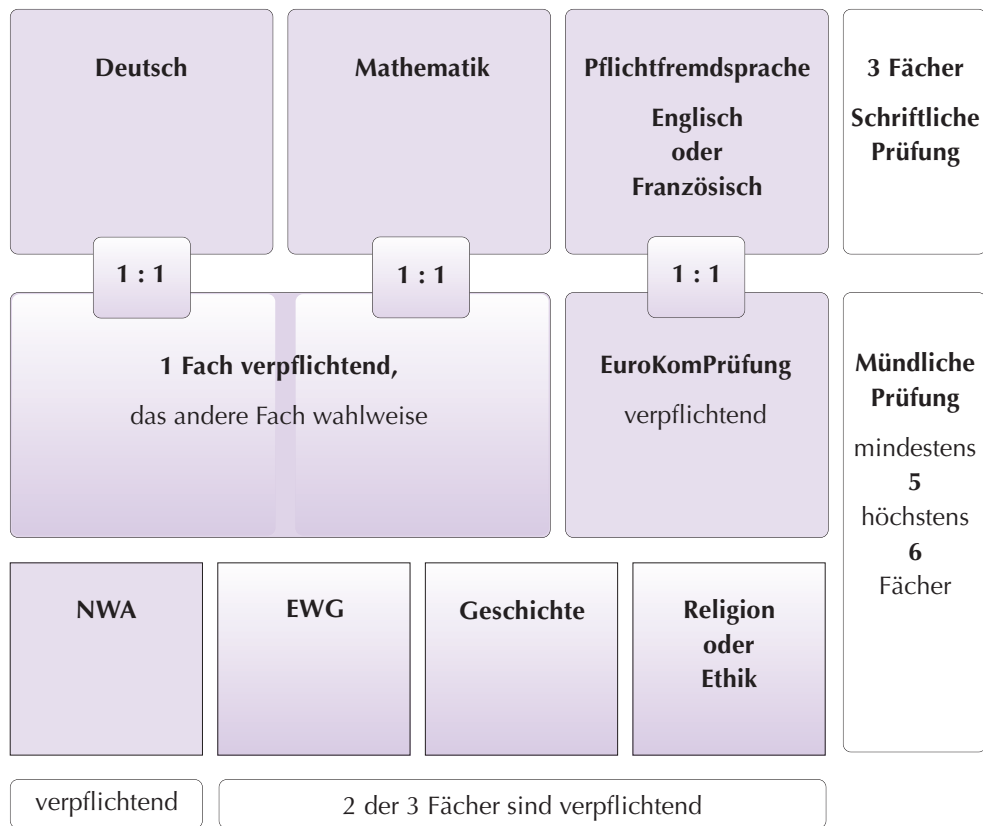 Deutsch
Mathematik
Pflichtfremdsprache
Englisch
oder
Französisch
3 Fächer
Schriftliche
Prüfung
1 : 1
1 : 1
1 : 1
1 Fach verpflichtend,
das andere Fach wahlweise
EuroKomPrüfung
verpflichtend
Mündliche
Prüfung
mindestens
5
höchstens
6
Fächer
NWA
EWG
Geschichte
Religion
oder
Ethik
verpflichtend
2 der 3 Fächer sind verpflichtend